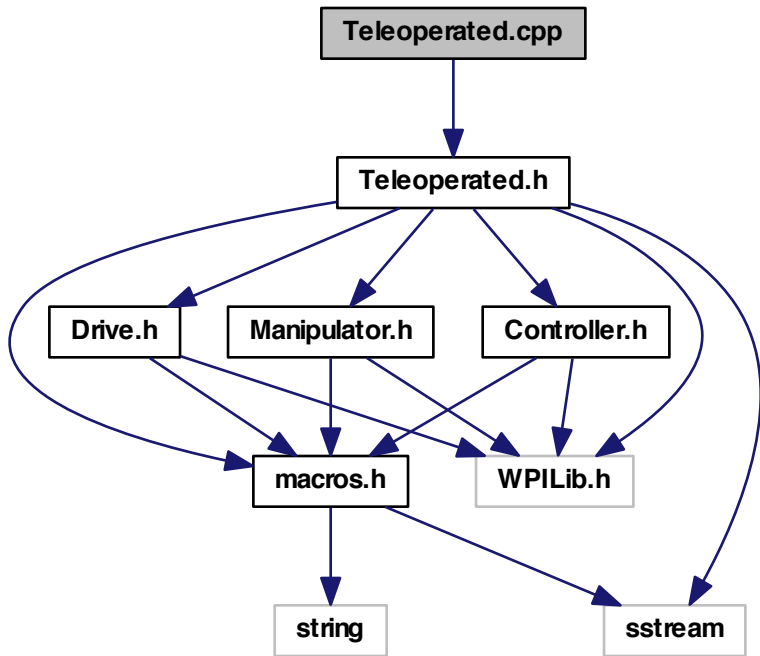 Teleoperated.cpp
Teleoperated.h
Drive.h
Manipulator.h
Controller.h
macros.h
WPILib.h
string
sstream